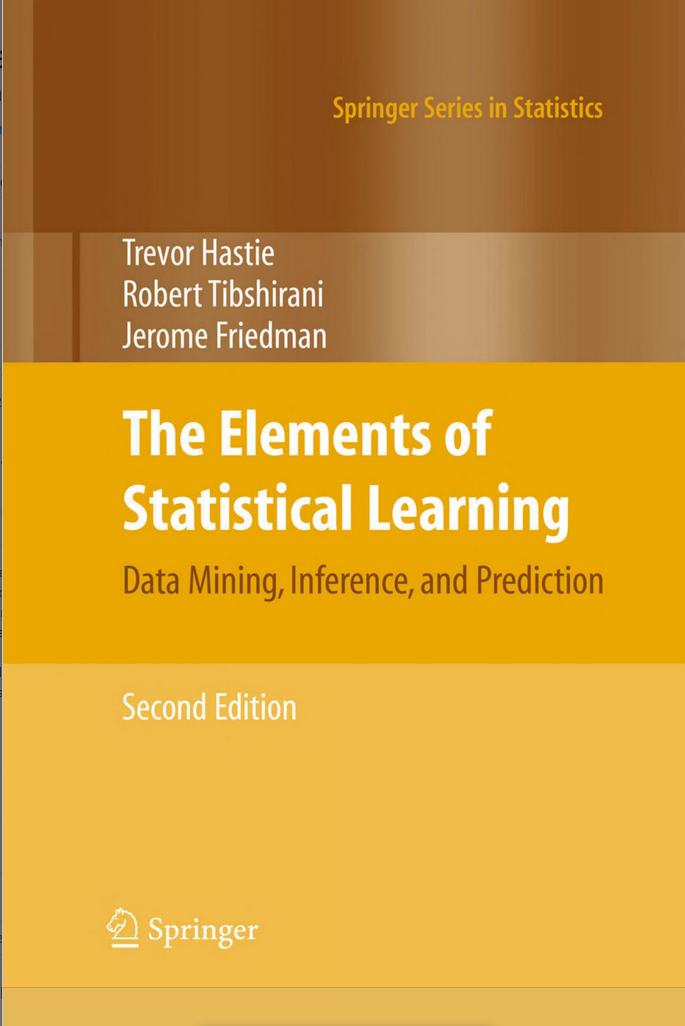 Springer Series in Statistics
Trevor Hastie
Robert Tibshirani
Jerome Friedman
The Elements of
Statistical Learning
Data Mining, Inference, and Prediction
Second Edition
Springer